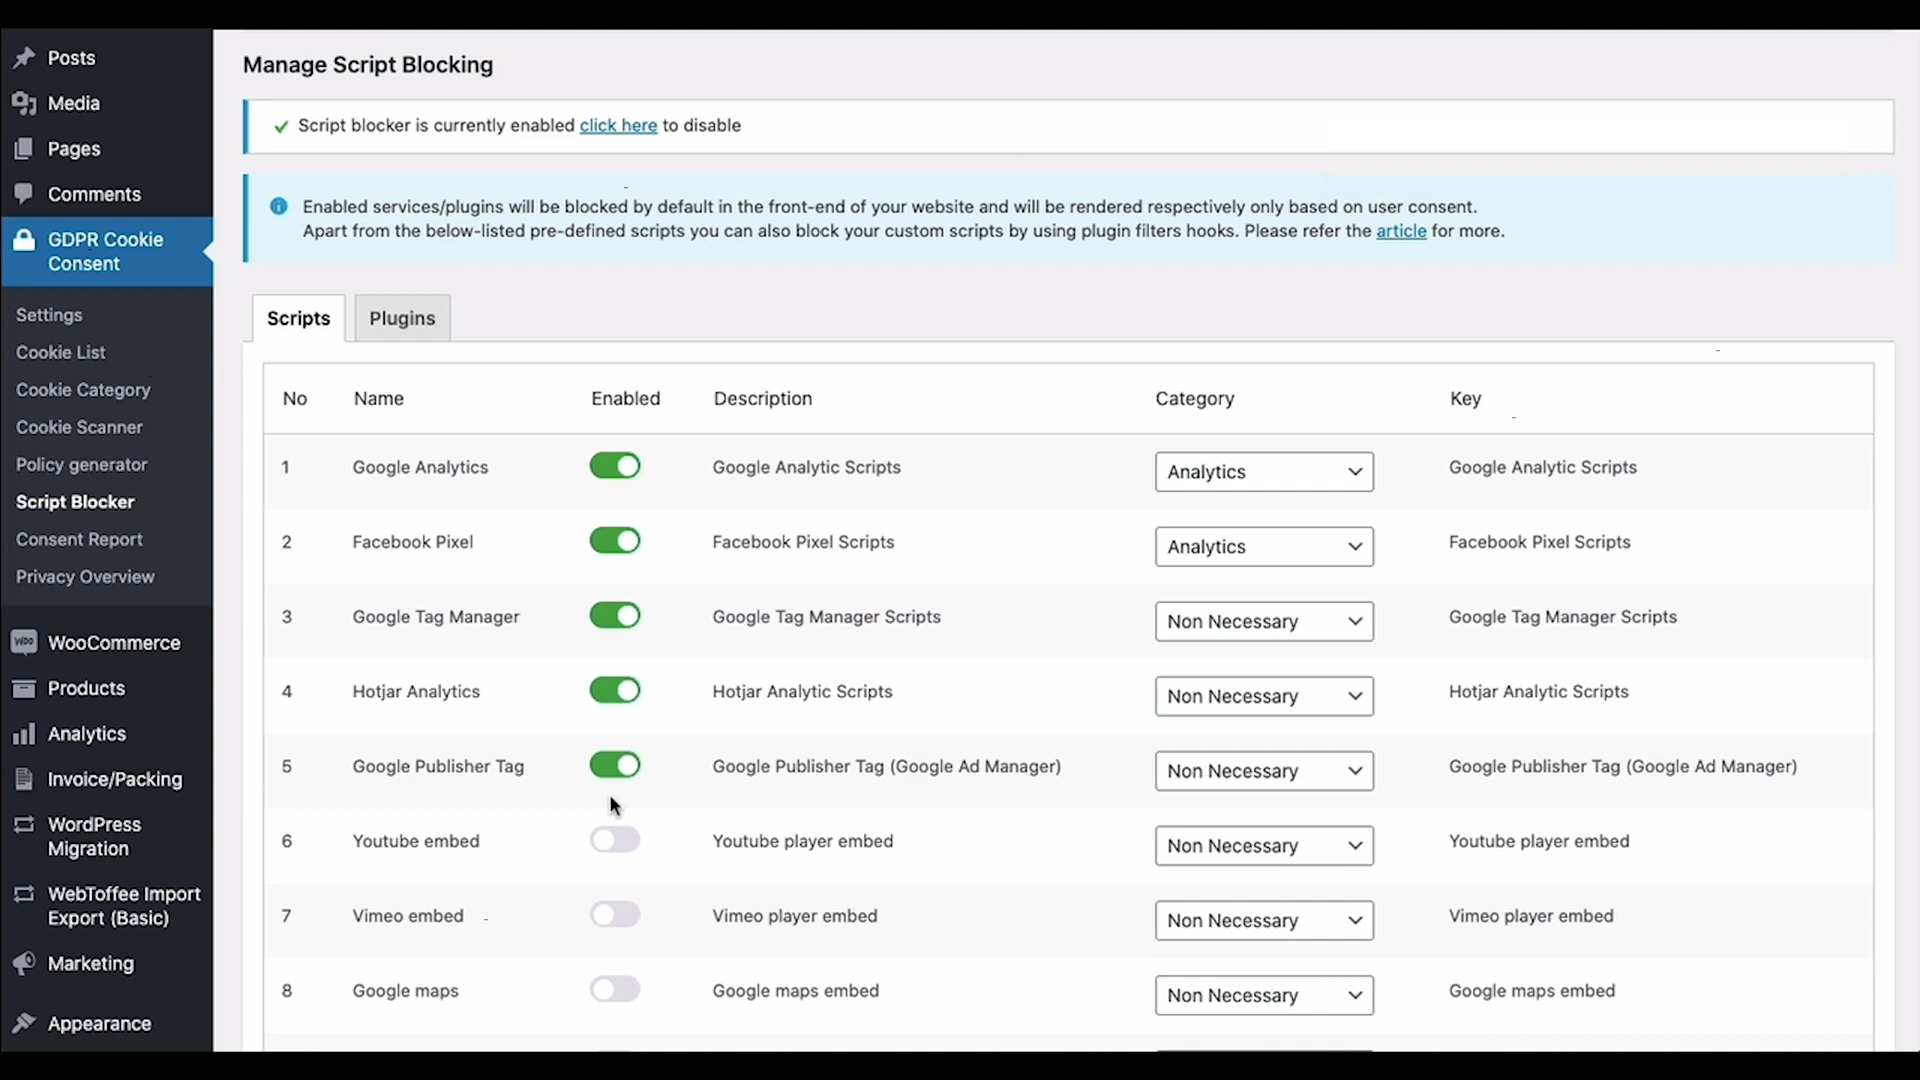 Posts
Media
Pages
Comments
GDPR Cookie
Consent
Settings
Cookie List
Cookie Category
Cookie Scanner
Policy generator
Script Blocker
Consent Report
Privacy Overview
Woo WooCommerce
Products
Analytics
Invoice/Packing
WordPress
Migration
WebToffee Import
Export (Basic)
Marketing
Appearance
Manage Script Blocking
Script blocker is currently enabled click here to disable
Enabled services/plugins will be blocked by default in the front-end of your website and will be rendered respectively only based on user consent.
Apart from the below-listed pre-defined scripts you can also block your custom scripts by using plugin filters hooks. Please refer the article for more.
Scripts Plugins
No Name Enabled Description Category Key
1 Google Analytics Google Analytic Scripts Analytics Google Analytic Scripts
2 Facebook Pixel Facebook Pixel Scripts Analytics Facebook Pixel Scripts
3 Google Tag Manager Google Tag Manager Scripts Non Necessary Google Tag Manager Scripts
4 Hotjar Analytics Hotjar Analytic Scripts Non Necessary Hotjar Analytic Scripts
5 Google Publisher Tag Google Publisher Tag (Google Ad Manager) Non Necessary Google Publisher Tag (Google Ad Manager)
6 Youtube embed Youtube player embed Non Necessary Youtube player embed
7 Vimeo embed Vimeo player embed Non Necessary Vimeo player embed
8 Google maps Google maps embed Non Necessary Google maps embed